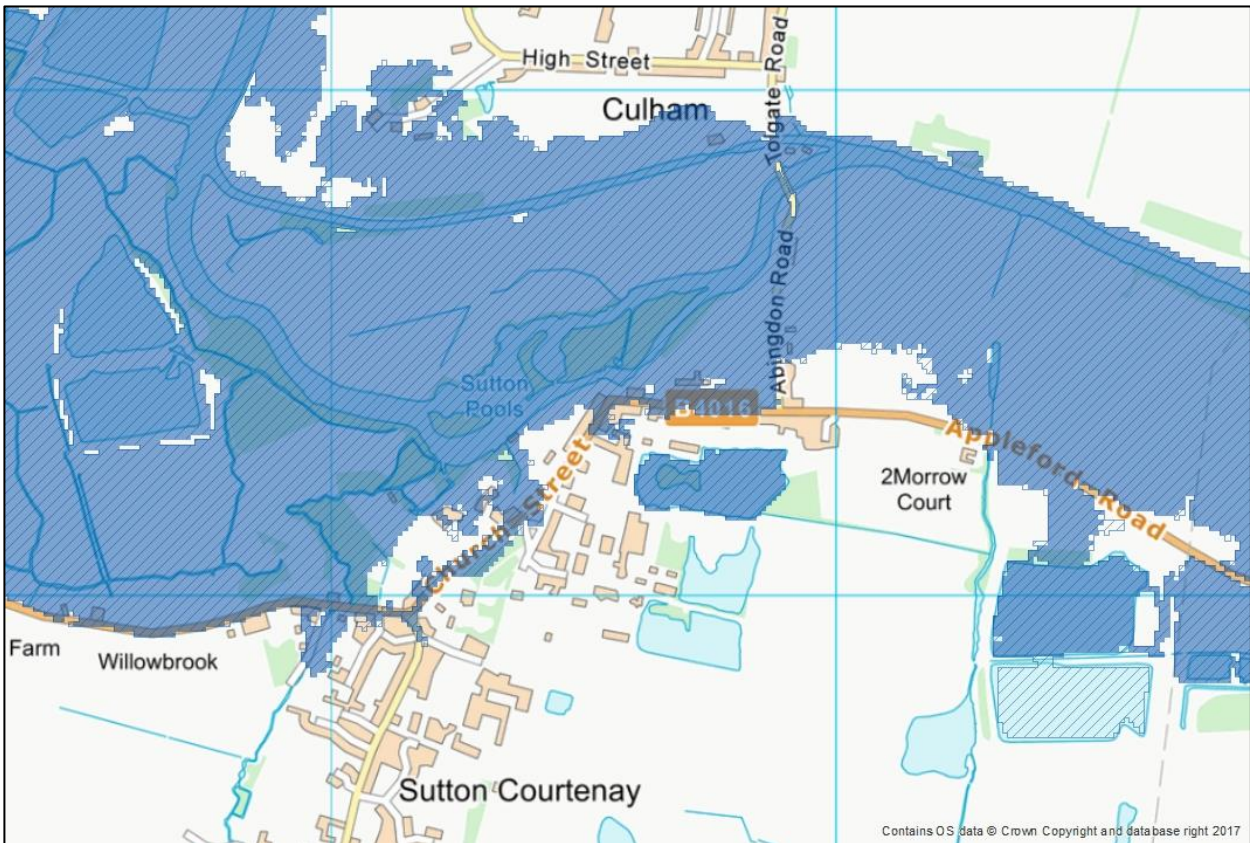 High Street
Tolgate Road
Culham
Abingdon Road
Sutton
Pools
B4016
Appleford Road
Church Street
2Morrow
Court
Farm
Willowbrook
Sutton Courtenay
Contains OS data © Crown Copyright and database right 2017